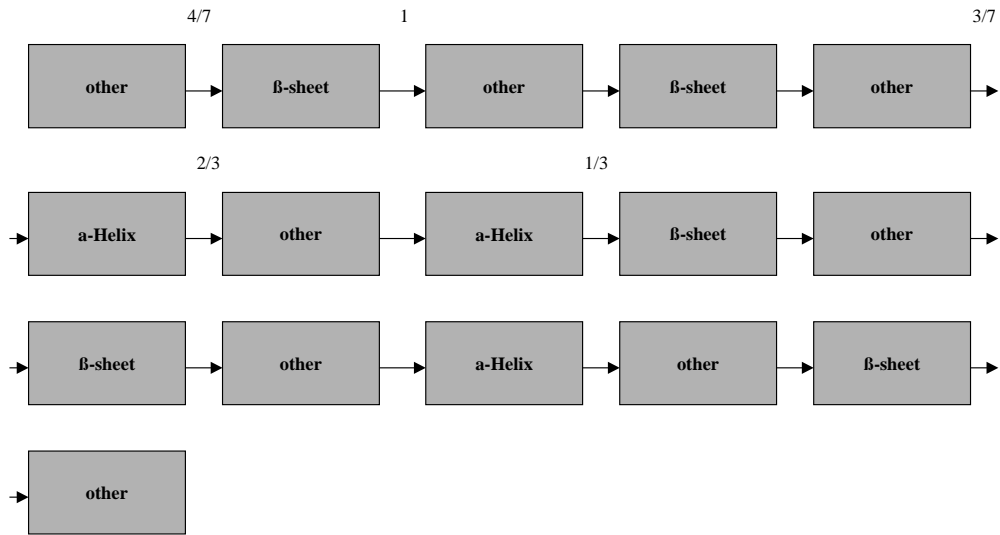 4/7 1 3/7
other ß-sheet other ß-sheet other
2/3 1/3
a-Helix other a-Helix ß-sheet other
ß-sheet other a-Helix other ß-sheet
other